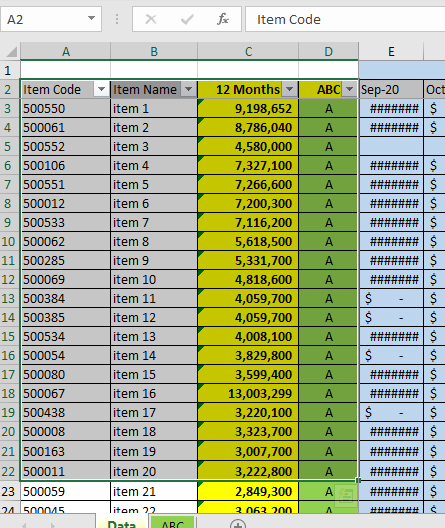 A2 fx Item Code
A B C D E
1
2 Item Code Item Name 12 Months ABC Sep-20 Oct
3 500550 item 1 9,198,652 A ####### $
4 500061 item 2 8,786,040 A ####### $
5 500552 item 3 4,580,000 A $
6 500106 item 4 7,327,100 A ####### $
7 500551 item 5 7,266,600 A ####### $
8 500012 item 6 7,200,300 A ####### $
9 500533 item 7 7,116,200 A ####### $
10 500062 item 8 5,618,500 A ####### $
11 500285 item 9 5,331,700 A ####### $
12 500069 item 10 4,818,600 A ####### $
13 500384 item 11 4,059,700 A $ - $
14 500385 item 12 4,059,700 A $ - $
15 500534 item 13 4,008,100 A ####### $
16 500054 item 14 3,829,800 A $ - $
17 500080 item 15 3,599,400 A ####### $
18 500067 item 16 13,003,299 A ####### $
19 500438 item 17 3,220,100 A $ - $
20 500008 item 18 3,323,700 A ####### $
21 500163 item 19 3,007,700 A ####### $
22 500011 item 20 3,222,800 A ####### $
23 500059 item 21 2,849,300 A ####### $
24 500045 item 22 3,063,200 A ####### $
Data ABC